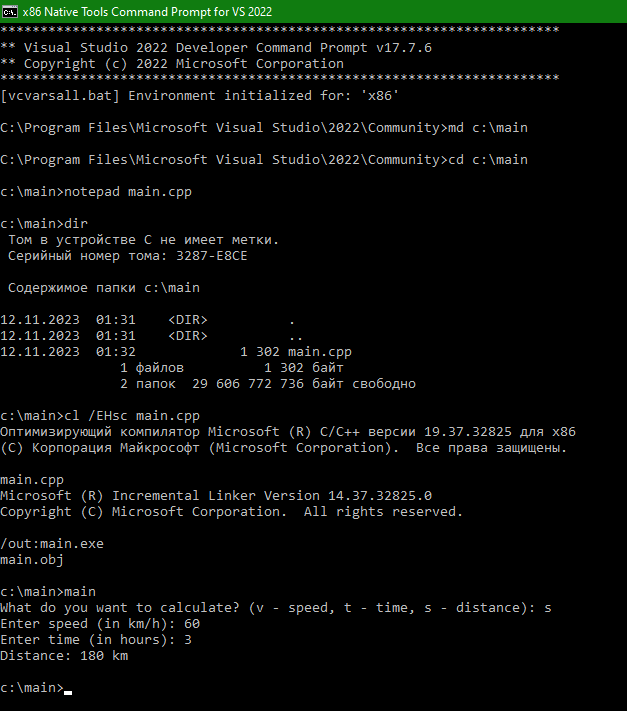 x86 Native Tools Command Prompt for VS 2022
**********************************************************************
** Visual Studio 2022 Developer Command Prompt v17.7.6
** Copyright (c) 2022 Microsoft Corporation
**********************************************************************
[vcvarsall.bat] Environment initialized for: 'x86'
C:\Program Files\Microsoft Visual Studio\2022\Community>md c:\main
C:\Program Files\Microsoft Visual Studio\2022\Community>cd c:\main
c:\main>notepad main.cpp
c:\main>dir
Том в устройстве C не имеет метки.
Серийный номер тома: 3287-E8CE
Содержимое папки c:\main
12.11.2023  01:31    <DIR>          .
12.11.2023  01:31    <DIR>          ..
12.11.2023  01:32             1 302 main.cpp
1 файлов          1 302 байт
2 папок  29 606 772 736 байт свободно
c:\main>cl /EHsc main.cpp
Оптимизирующий компилятор Microsoft (R) C/C++ версии 19.37.32825 для x86
(C) Корпорация Майкрософт (Microsoft Corporation).  Все права защищены.
main.cpp
Microsoft (R) Incremental Linker Version 14.37.32825.0
Copyright (C) Microsoft Corporation.  All rights reserved.
/out:main.exe
main.obj
c:\main>main
What do you want to calculate? (v - speed, t - time, s - distance): s
Enter speed (in km/h): 60
Enter time (in hours): 3
Distance: 180 km
c:\main>